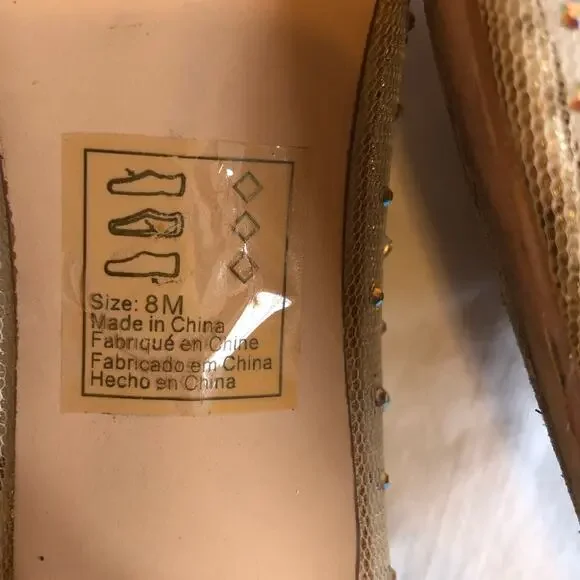 Size: 8M
Made in China
Fabriqué en Chine
Fabricado em China
Hecho en China